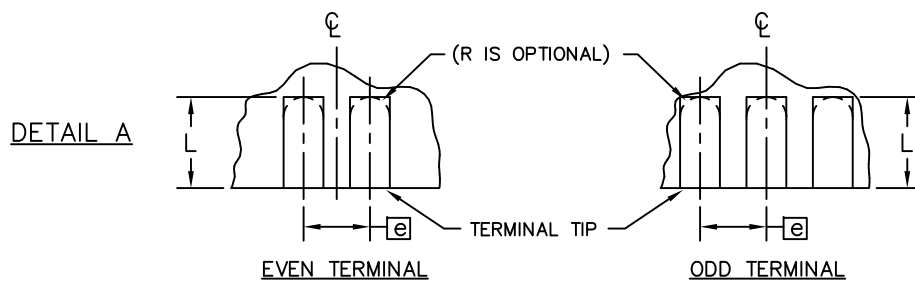 ℄
℄
(R IS OPTIONAL)
DETAIL A
L
L
e
TERMINAL TIP
e
EVEN TERMINAL
ODD TERMINAL